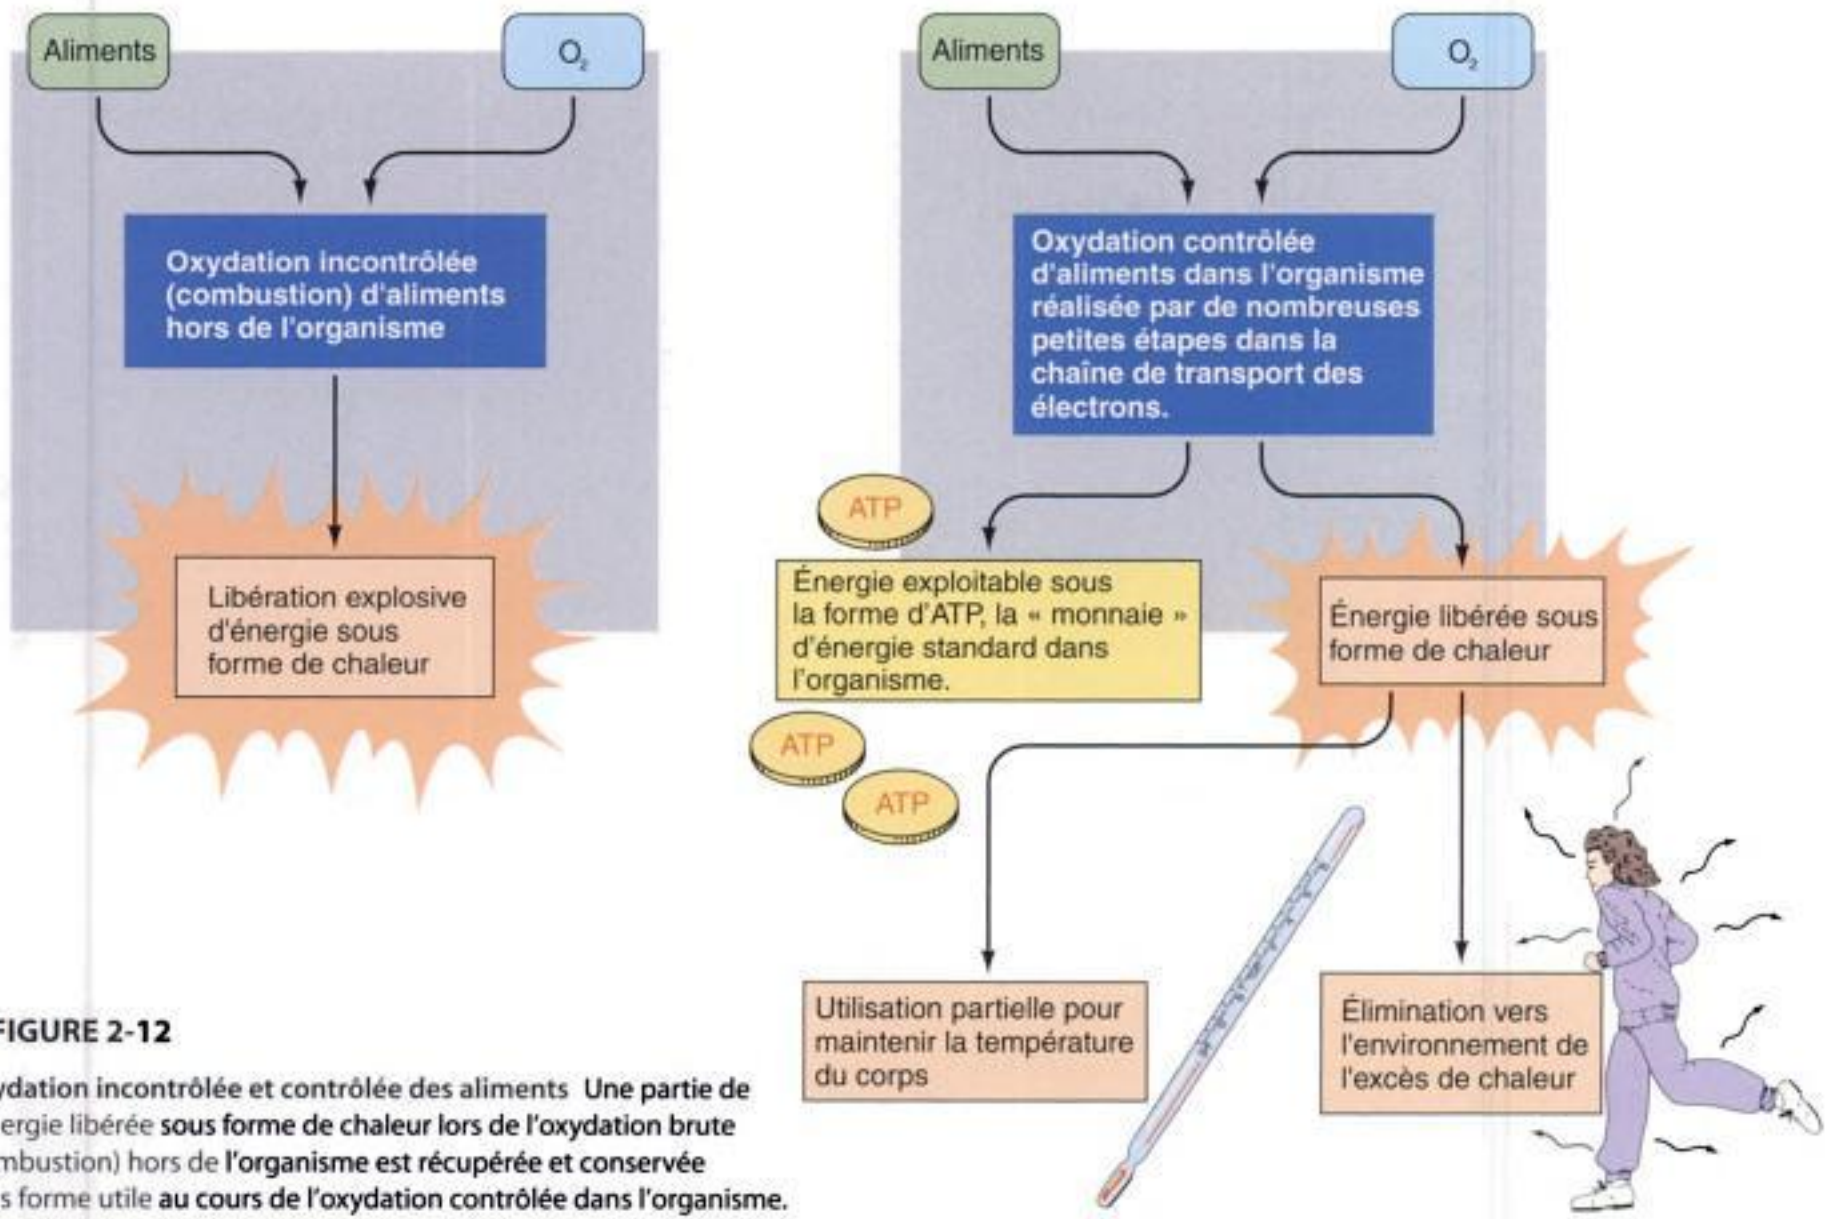 Aliments
O₂
Oxydation incontrôlée
(combustion) d'aliments
hors de l'organisme
Libération explosive
d'énergie sous
forme de chaleur
Aliments
O₂
Oxydation contrôlée
d'aliments dans l'organisme
réalisée par de nombreuses
petites étapes dans la
chaîne de transport des
électrons.
ATP
Énergie exploitable sous
la forme d'ATP, la « monnaie »
d'énergie standard dans
l'organisme.
ATP
ATP
Énergie libérée sous
forme de chaleur
Utilisation partielle pour
maintenir la température
du corps
Élimination vers
l'environnement de
l'excès de chaleur
FIGURE 2-12
ydation incontrôlée et contrôlée des aliments Une partie de
ergie libérée sous forme de chaleur lors de l'oxydation brute
mbustion) hors de l'organisme est récupérée et conservée
s forme utile au cours de l'oxydation contrôlée dans l'organisme.